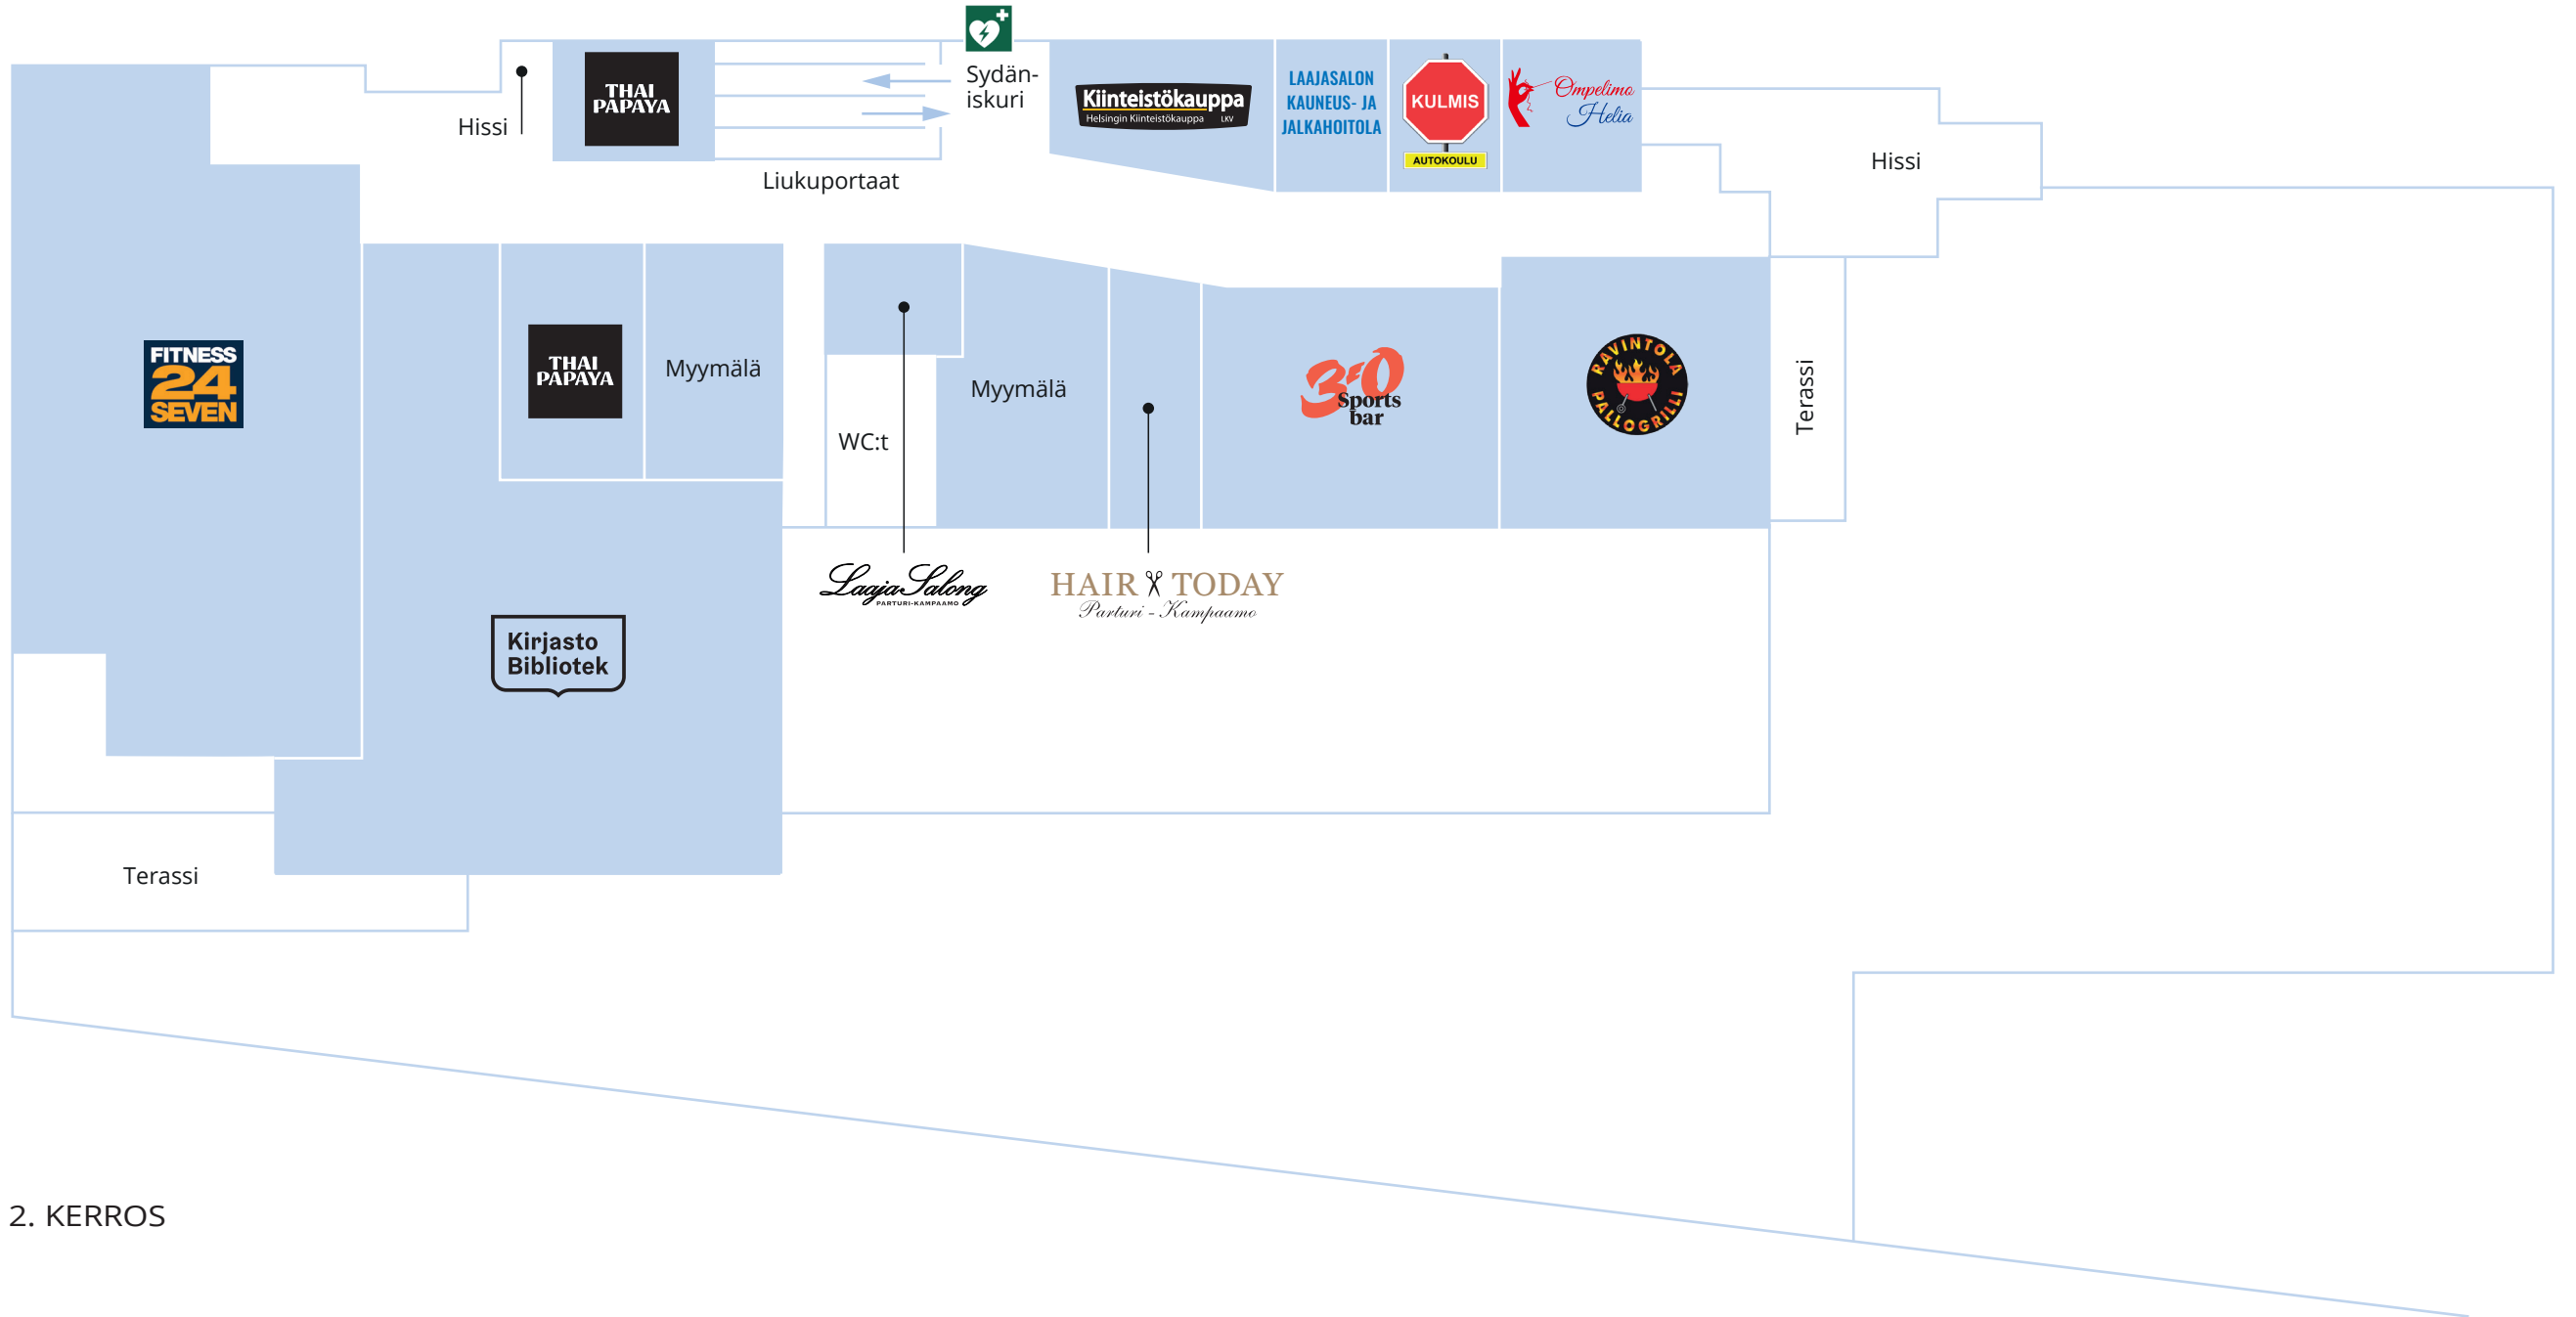 THAI
PAPAYA
Hissi
Liukuportaat
Sydän-
iskuri
Kiinteistökauppa
Helsingin Kiinteistökauppa LKV
LAAJASALON
KAUNEUS- JA
JALKAHOITOLA
KULMIS
AUTOKOULU
Ompelimo
Helia
Hissi
FITNESS
24
SEVEN
THAI
PAPAYA
Myymälä
WC:t
Myymälä
3eO
Sports
bar
RAVINTOLA
PALLOGRILLI
Terassi
LaajaSalong
PARTURI-KAMPAAMO
HAIR TODAY
Parturi - Kampaamo
Kirjasto
Bibliotek
Terassi
2. KERROS